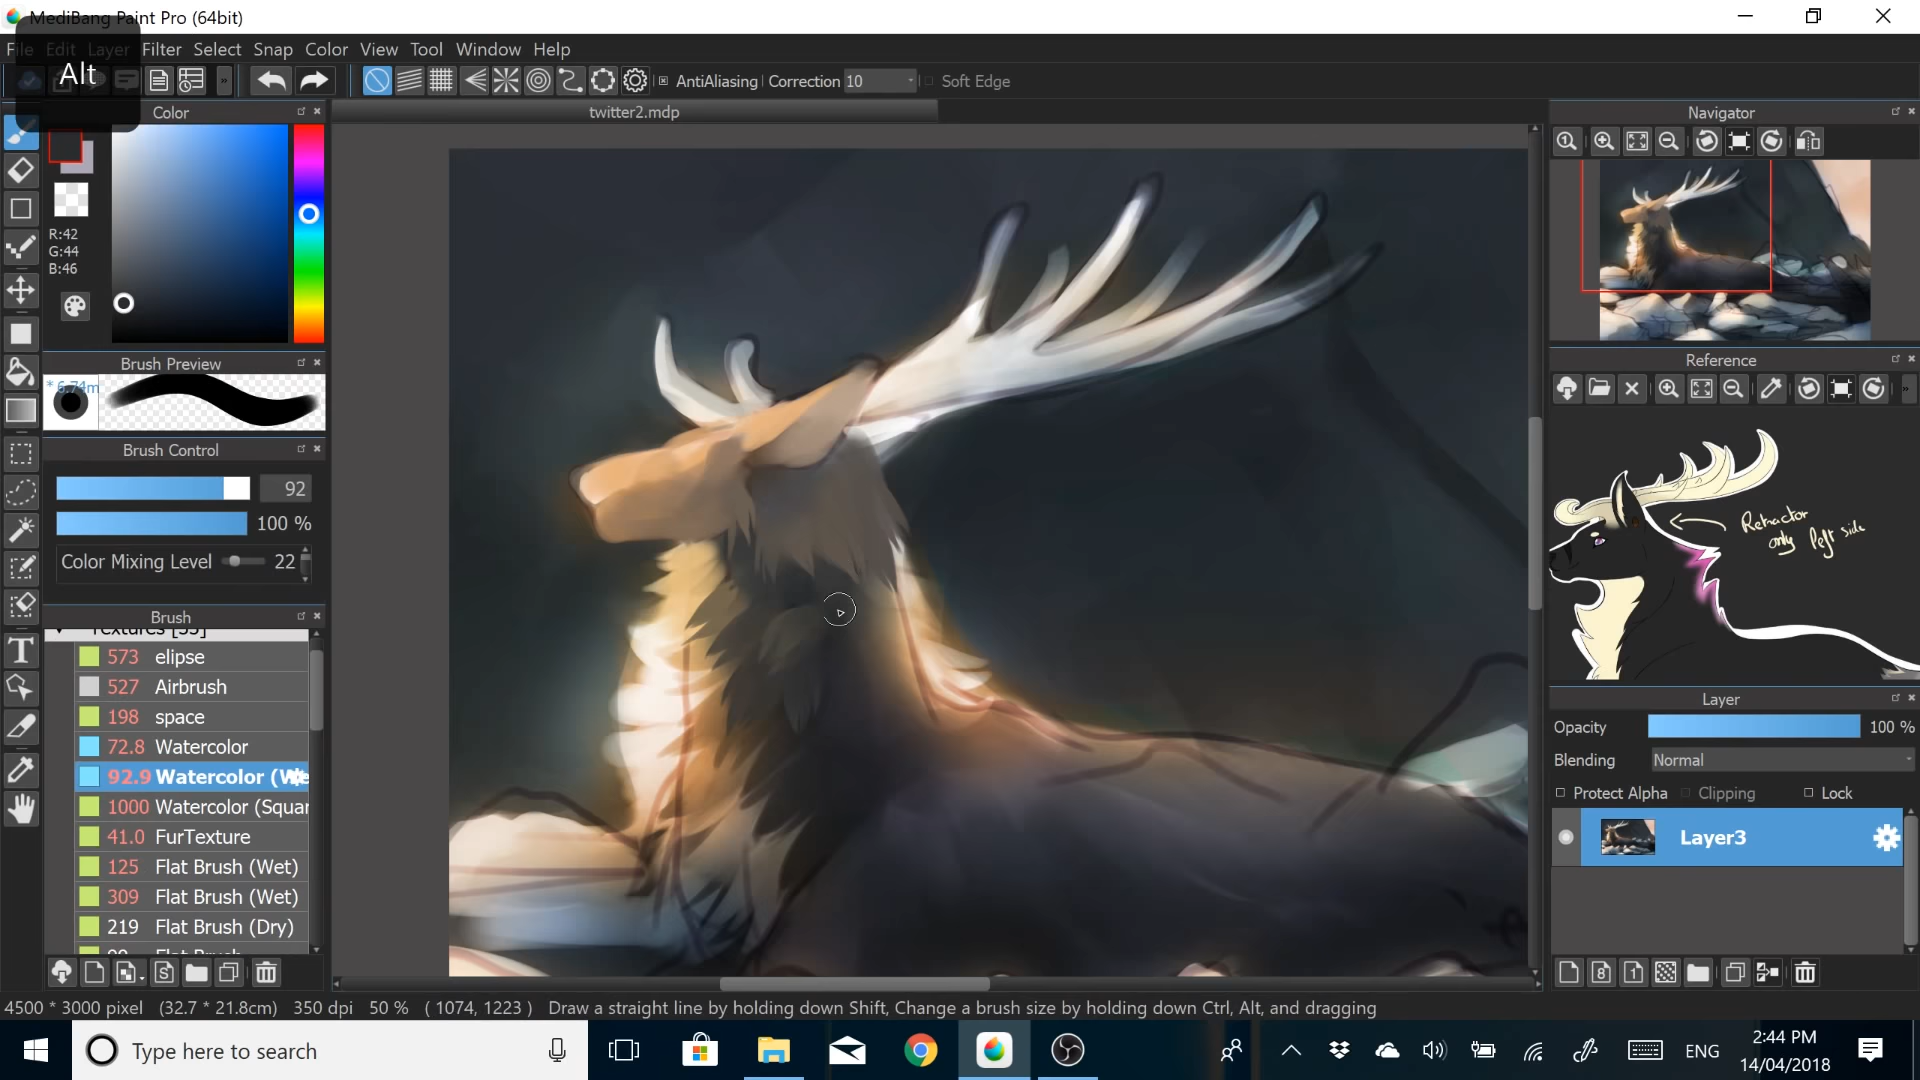 MediBang Paint Pro (64bit)
File Edit Layer Filter Select Snap Color View Tool Window Help
Alt
AntiAliasing Correction 10 Soft Edge
Color
twitter2.mdp
Navigator
R:42
G:44
B:46
Brush Preview
* 6.74m
Brush Control
92
100 %
Color Mixing Level 22
Brush
Textures [35]
573 elipse
527 Airbrush
198 space
72.8 Watercolor
92.9 Watercolor (We
1000 Watercolor (Squar
41.0 FurTexture
125 Flat Brush (Wet)
309 Flat Brush (Wet)
219 Flat Brush (Dry)
Reference
Retractor
only left side
Layer
Opacity 100 %
Blending Normal
Protect Alpha Clipping Lock
Layer3
4500 * 3000 pixel (32.7 * 21.8cm) 350 dpi 50 % ( 1074, 1223 ) Draw a straight line by holding down Shift, Change a brush size by holding down Ctrl, Alt, and dragging
Type here to search
ENG
2:44 PM
14/04/2018